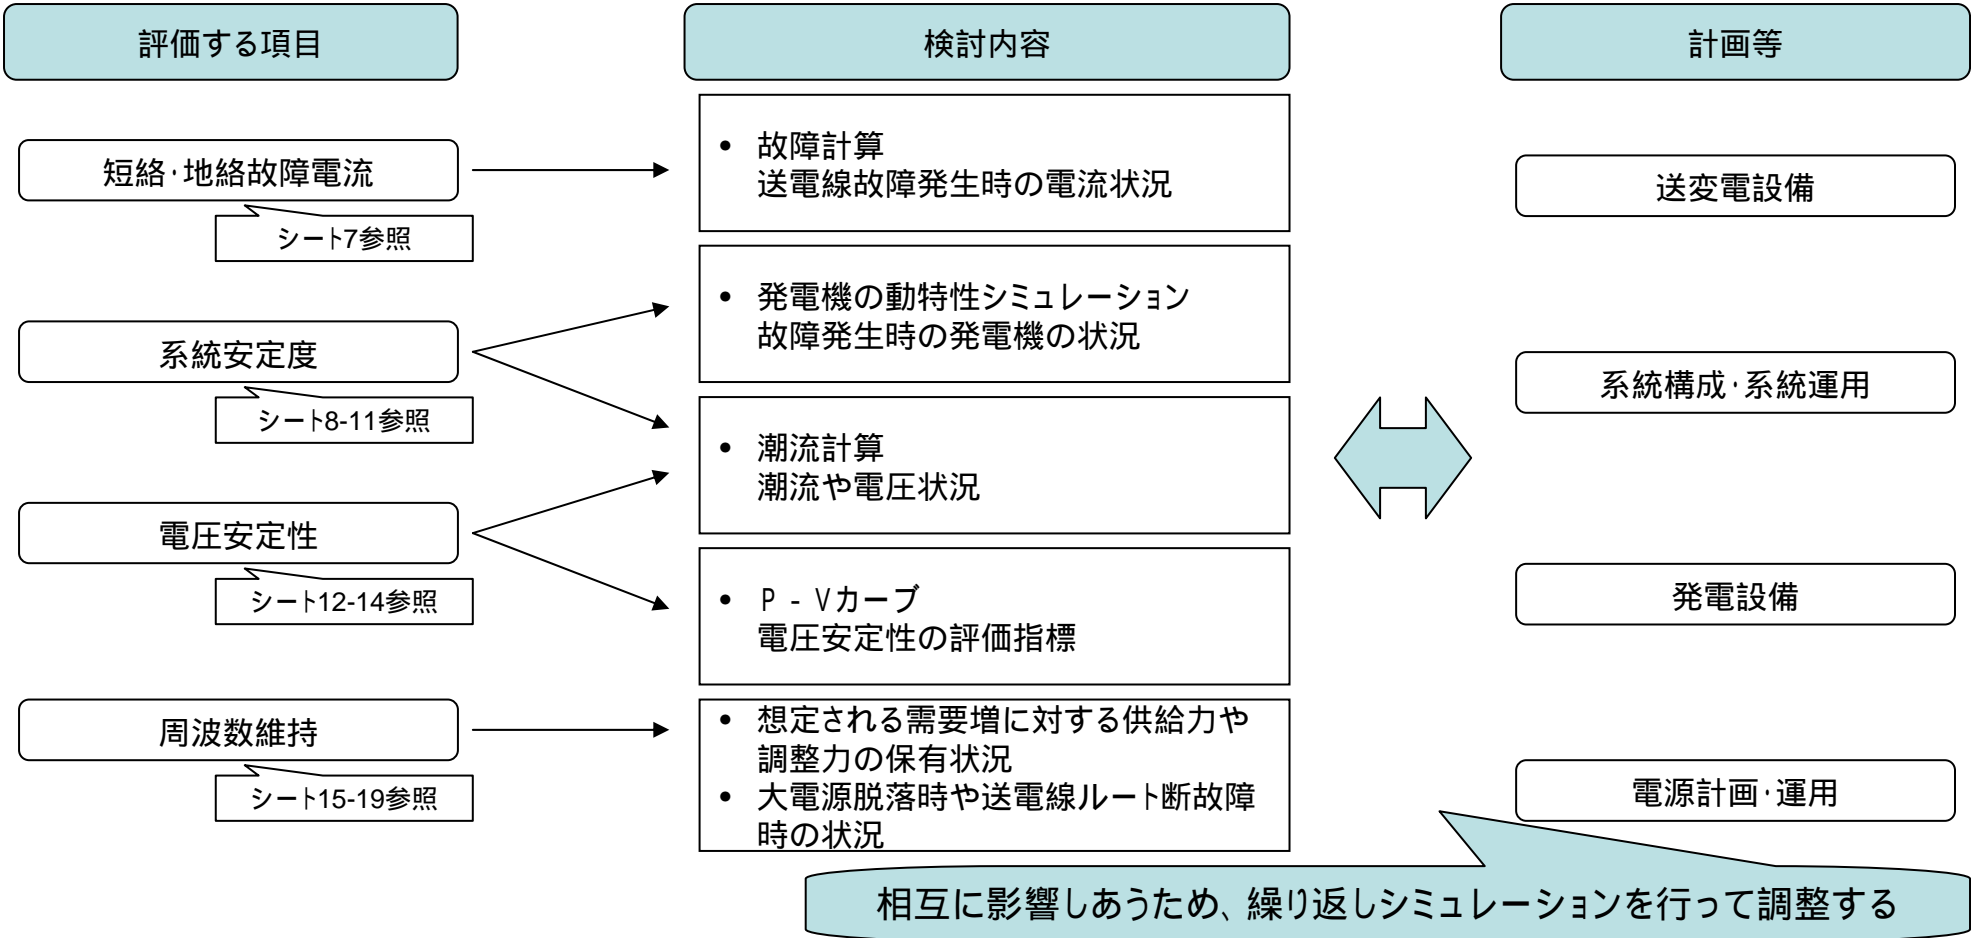 評価する項目
検討内容
計画等
短絡・地絡故障電流
シート7参照
系統安定度
シート8-11参照
電圧安定性
シート12-14参照
周波数維持
シート15-19参照
• 故障計算
送電線故障発生時の電流状況
• 発電機の動特性シミュレーション
故障発生時の発電機の状況
• 潮流計算
潮流や電圧状況
• P-Vカーブ
電圧安定性の評価指標
• 想定される需要増に対する供給力や
調整力の保有状況
• 大電源脱落時や送電線ルート断故障
時の状況
送変電設備
系統構成・系統運用
発電設備
電源計画・運用
相互に影響しあうため、繰り返しシミュレーションを行って調整する